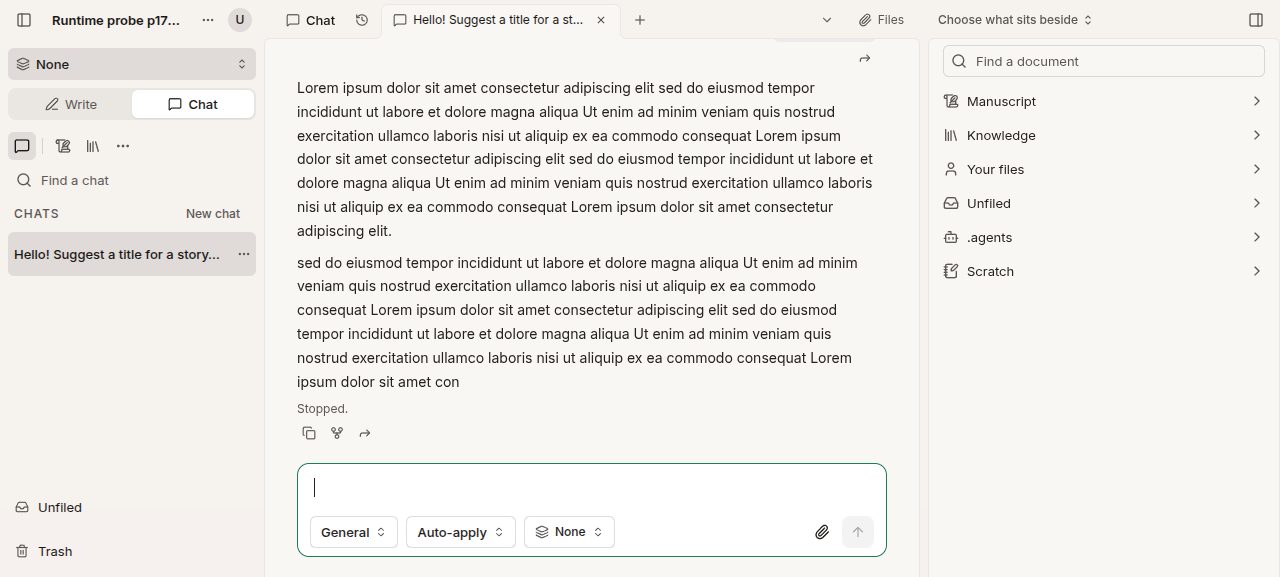 Runtime probe p17...
U
None
Write
Chat
Find a chat
CHATS
New chat
Hello! Suggest a title for a story...
Unfiled
Trash
Chat
Hello! Suggest a title for a st...
Files
Lorem ipsum dolor sit amet consectetur adipiscing elit sed do eiusmod tempor
incididunt ut labore et dolore magna aliqua Ut enim ad minim veniam quis nostrud
exercitation ullamco laboris nisi ut aliquip ex ea commodo consequat Lorem ipsum
dolor sit amet consectetur adipiscing elit sed do eiusmod tempor incididunt ut labore et
dolore magna aliqua Ut enim ad minim veniam quis nostrud exercitation ullamco laboris
nisi ut aliquip ex ea commodo consequat Lorem ipsum dolor sit amet consectetur
adipiscing elit.
sed do eiusmod tempor incididunt ut labore et dolore magna aliqua Ut enim ad minim
veniam quis nostrud exercitation ullamco laboris nisi ut aliquip ex ea commodo
consequat Lorem ipsum dolor sit amet consectetur adipiscing elit sed do eiusmod
tempor incididunt ut labore et dolore magna aliqua Ut enim ad minim veniam quis
nostrud exercitation ullamco laboris nisi ut aliquip ex ea commodo consequat Lorem
ipsum dolor sit amet con
Stopped.
General
Auto-apply
None
Choose what sits beside
Find a document
Manuscript
Knowledge
Your files
Unfiled
.agents
Scratch